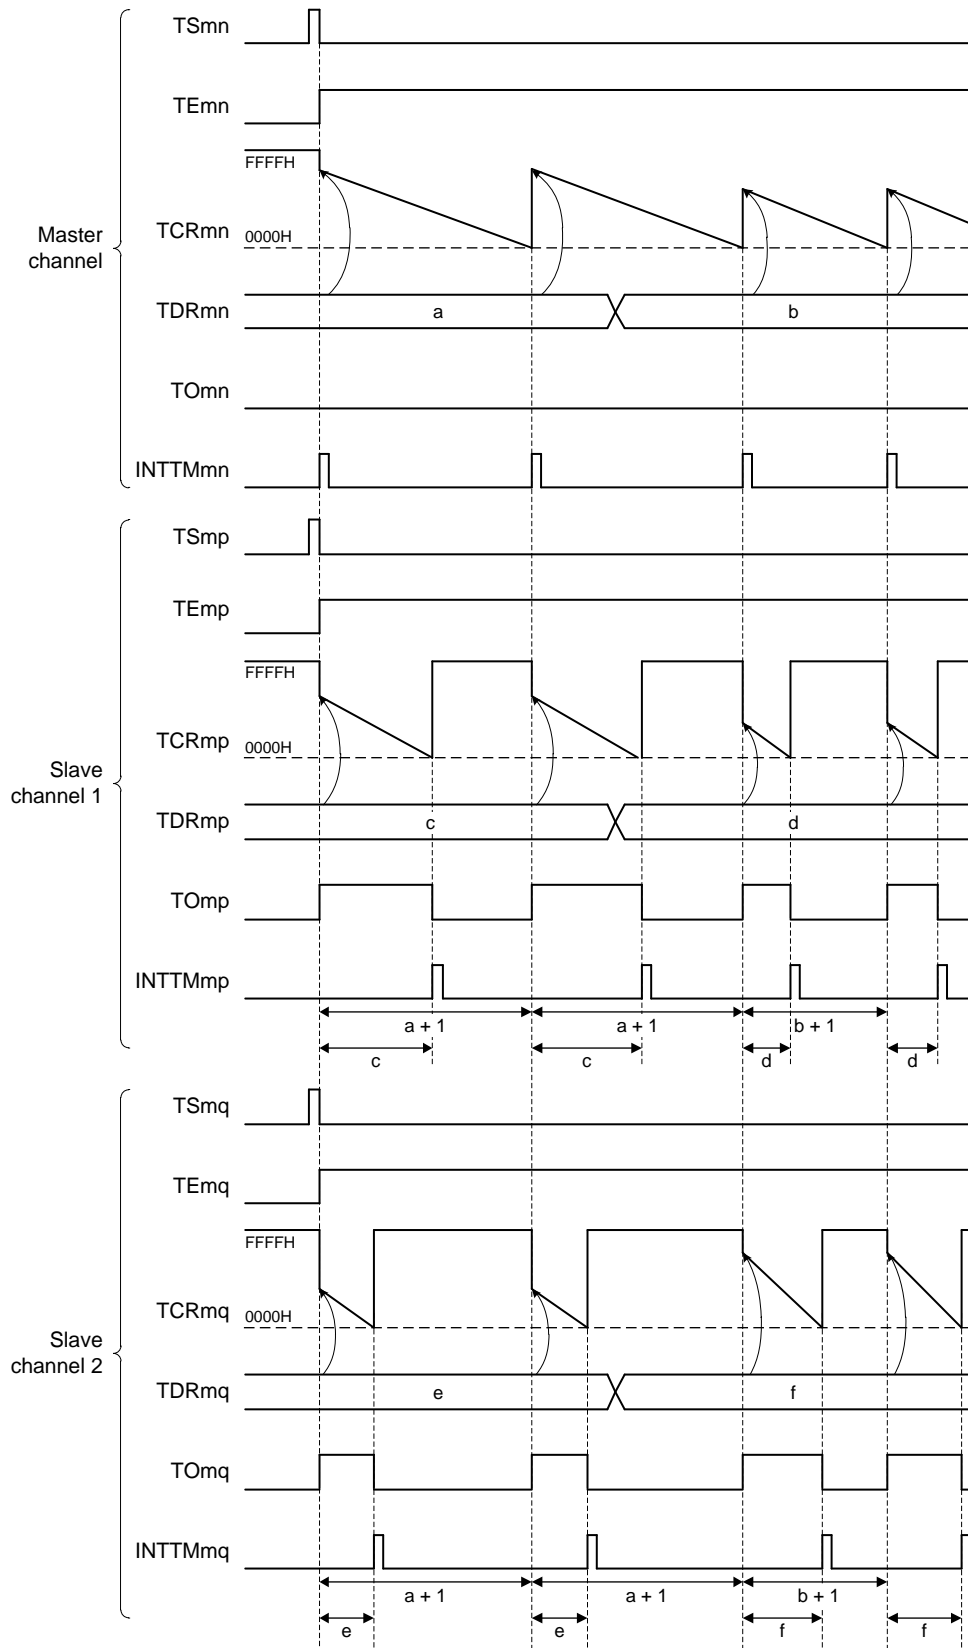 TSmn
TEmn
FFFFH
TCRmn
0000H
Master
channel
TDRmn
a
b
TOmn
INTTMmn
TSmp
TEmp
FFFFH
TCRmp
0000H
Slave
channel 1
TDRmp
c
d
TOmp
INTTMmp
a + 1
a + 1
b + 1
c
c
d
d
TSmq
TEmq
FFFFH
TCRmq
0000H
Slave
channel 2
TDRmq
e
f
TOmq
INTTMmq
a + 1
a + 1
b + 1
e
e
f
f